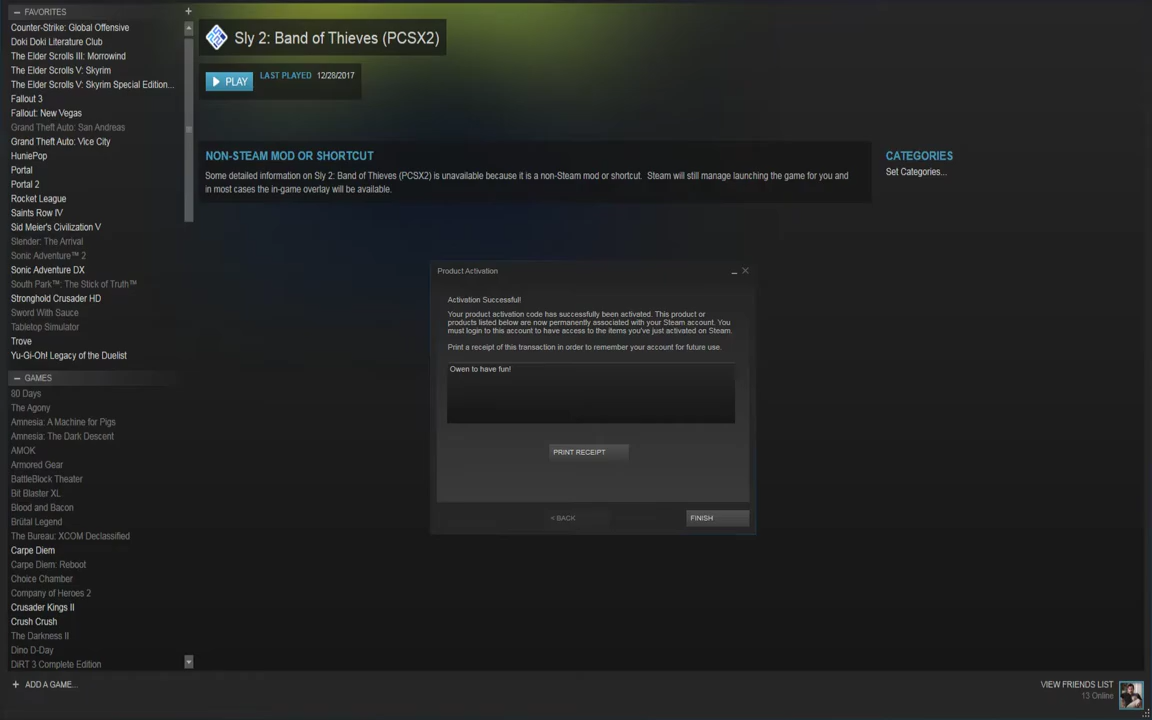 FAVORITES
Counter-Strike: Global Offensive
Doki Doki Literature Club
The Elder Scrolls III: Morrowind
The Elder Scrolls V: Skyrim
The Elder Scrolls V: Skyrim Special Edition...
Fallout 3
Fallout: New Vegas
Grand Theft Auto: San Andreas
Grand Theft Auto: Vice City
HuniePop
Portal
Portal 2
Rocket League
Saints Row IV
Sid Meier's Civilization V
Slender: The Arrival
Sonic Adventure™ 2
Sonic Adventure DX
South Park™: The Stick of Truth™
Stronghold Crusader HD
Sword With Sauce
Tabletop Simulator
Trove
Yu-Gi-Oh! Legacy of the Duelist
GAMES
80 Days
The Agony
Amnesia: A Machine for Pigs
Amnesia: The Dark Descent
AMOK
Armored Gear
BattleBlock Theater
Bit Blaster XL
Blood and Bacon
Brütal Legend
The Bureau: XCOM Declassified
Carpe Diem
Carpe Diem: Reboot
Choice Chamber
Company of Heroes 2
Crusader Kings II
Crush Crush
The Darkness II
Dino D-Day
DiRT 3 Complete Edition
+ ADD A GAME...
Sly 2: Band of Thieves (PCSX2)
PLAY
LAST PLAYED 12/28/2017
NON-STEAM MOD OR SHORTCUT
Some detailed information on Sly 2: Band of Thieves (PCSX2) is unavailable because it is a non-Steam mod or shortcut. Steam will still manage launching the game for you and
in most cases the in-game overlay will be available.
CATEGORIES
Set Categories...
Product Activation
Activation Successful!
Your product activation code has successfully been activated. This product or
products listed below are now permanently associated with your Steam account. You
must login to this account to have access to the items you've just activated on Steam.
Print a receipt of this transaction in order to remember your account for future use.
Owen to have fun!
PRINT RECEIPT
< BACK
FINISH
VIEW FRIENDS LIST
13 Online